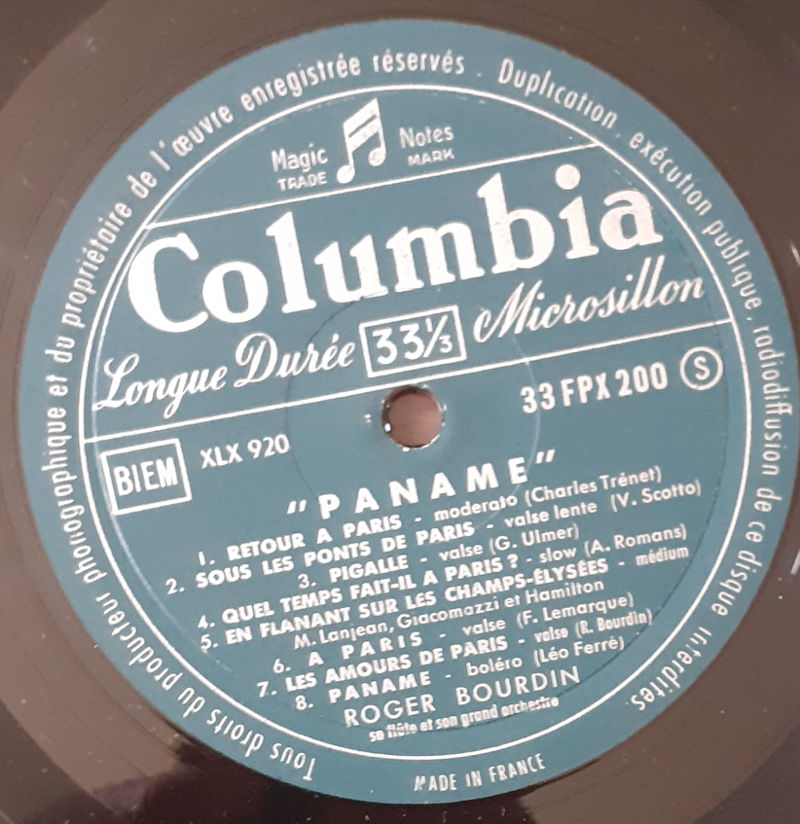 Tous droits du producteur phonographique et du propriétaire de l'œuvre enregistrée réservés. Duplication, exécution publique, radiodiffusion de ce disque interdites.
Magic Notes
TRADE MARK
Columbia
Longue Durée 33⅓ Microsillon
33 FPX 200 S
BIEM XLX 920
"PANAME"
1. RETOUR A PARIS - moderato (Charles Trénet)
2. SOUS LES PONTS DE PARIS - valse lente (V. Scotto)
3. PIGALLE - valse (G. Ulmer)
4. QUEL TEMPS FAIT-IL A PARIS ? - slow (A. Romans)
5. EN FLANANT SUR LES CHAMPS-ÉLYSÉES - médium
M. Lanjean, Giacomazzi et Hamilton
6. A PARIS - valse (F. Lemarque)
7. LES AMOURS DE PARIS - valse (R. Bourdin)
8. PANAME - boléro (Léo Ferré)
ROGER BOURDIN
sa flûte et son grand orchestre
MADE IN FRANCE